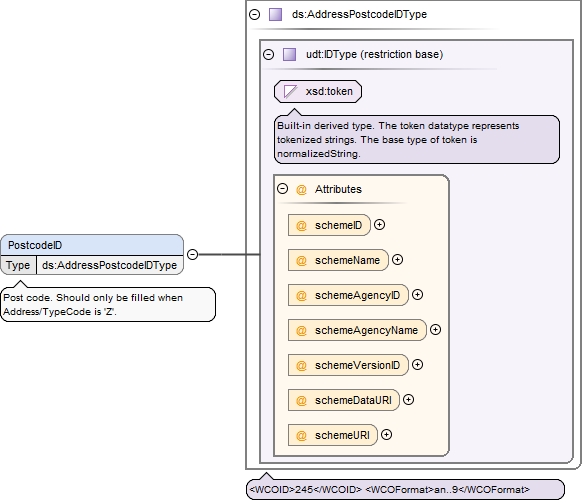 ds:AddressPostcodeIDType
udt:IDType (restriction base)
xsd:token
Built-in derived type. The token datatype represents
tokenized strings. The base type of token is
normalizedString.
@ Attributes
@ schemeID
@ schemeName
@ schemeAgencyID
@ schemeAgencyName
@ schemeVersionID
@ schemeDataURI
@ schemeURI
PostcodeID
Type ds:AddressPostcodeIDType
Post code. Should only be filled when
Address/TypeCode is 'Z'.
<WCOID>245</WCOID> <WCOFormat>an..9</WCOFormat>